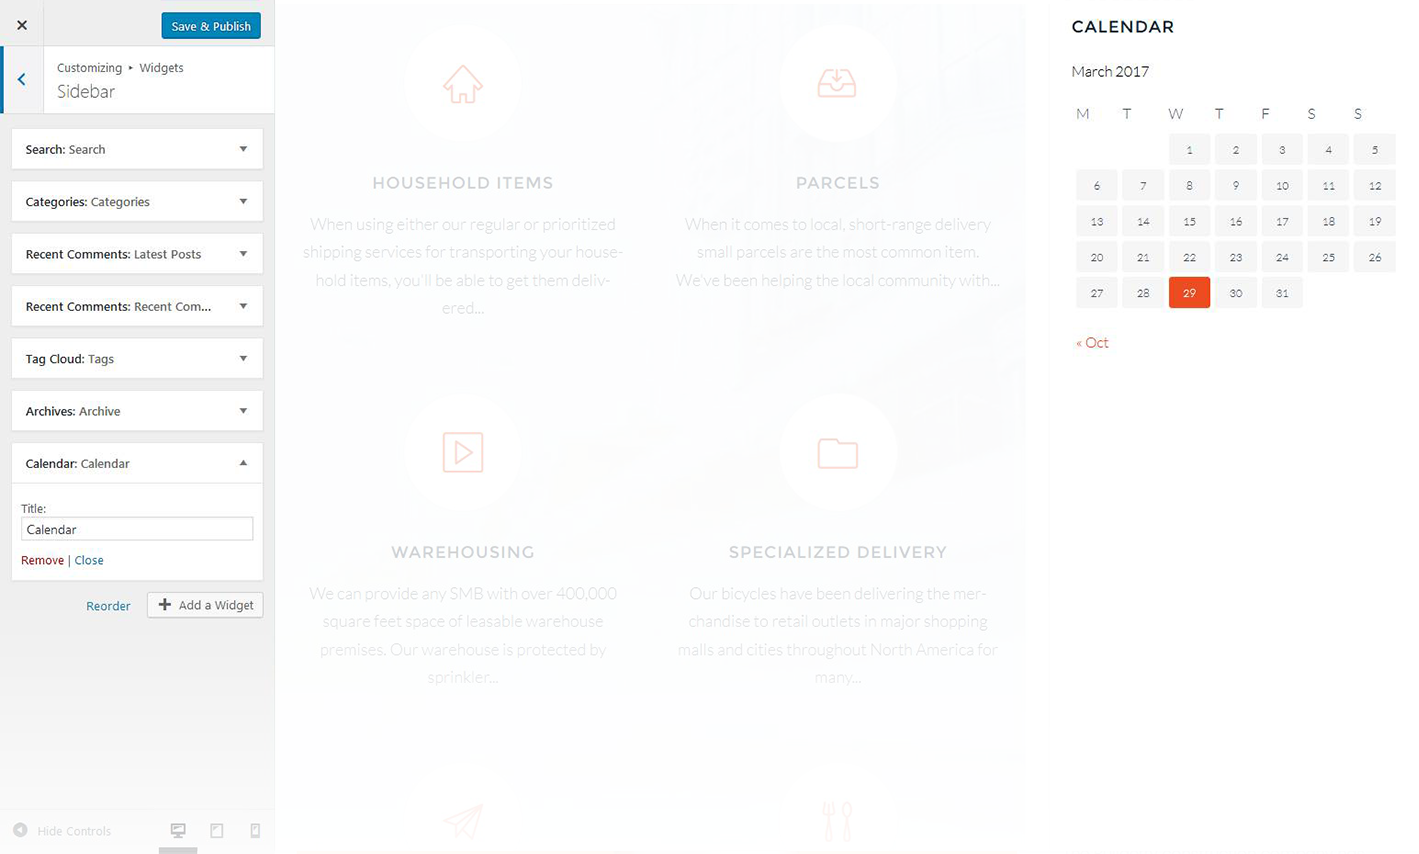 Save & Publish
Customizing ▸ Widgets
Sidebar
Search: Search
Categories: Categories
Recent Comments: Latest Posts
Recent Comments: Recent Com...
Tag Cloud: Tags
Archives: Archive
Calendar: Calendar
Title:
Calendar
Remove | Close
Reorder
Add a Widget
Hide Controls
HOUSEHOLD ITEMS
When using either our regular or prioritized
shipping services for transporting your house-
hold items, you'll be able to get them deliv-
ered...
PARCELS
When it comes to local, short-range delivery
small parcels are the most common item.
We've been helping the local community with...
WAREHOUSING
We can provide any SMB with over 400,000
square feet space of leasable warehouse
premises. Our warehouse is protected by
sprinkler...
SPECIALIZED DELIVERY
Our bicycles have been delivering the mer-
chandise to retail outlets in major shopping
malls and cities throughout North America for
many...
CALENDAR
March 2017
M T W T F S S
1 2 3 4 5
6 7 8 9 10 11 12
13 14 15 16 17 18 19
20 21 22 23 24 25 26
27 28 29 30 31
« Oct